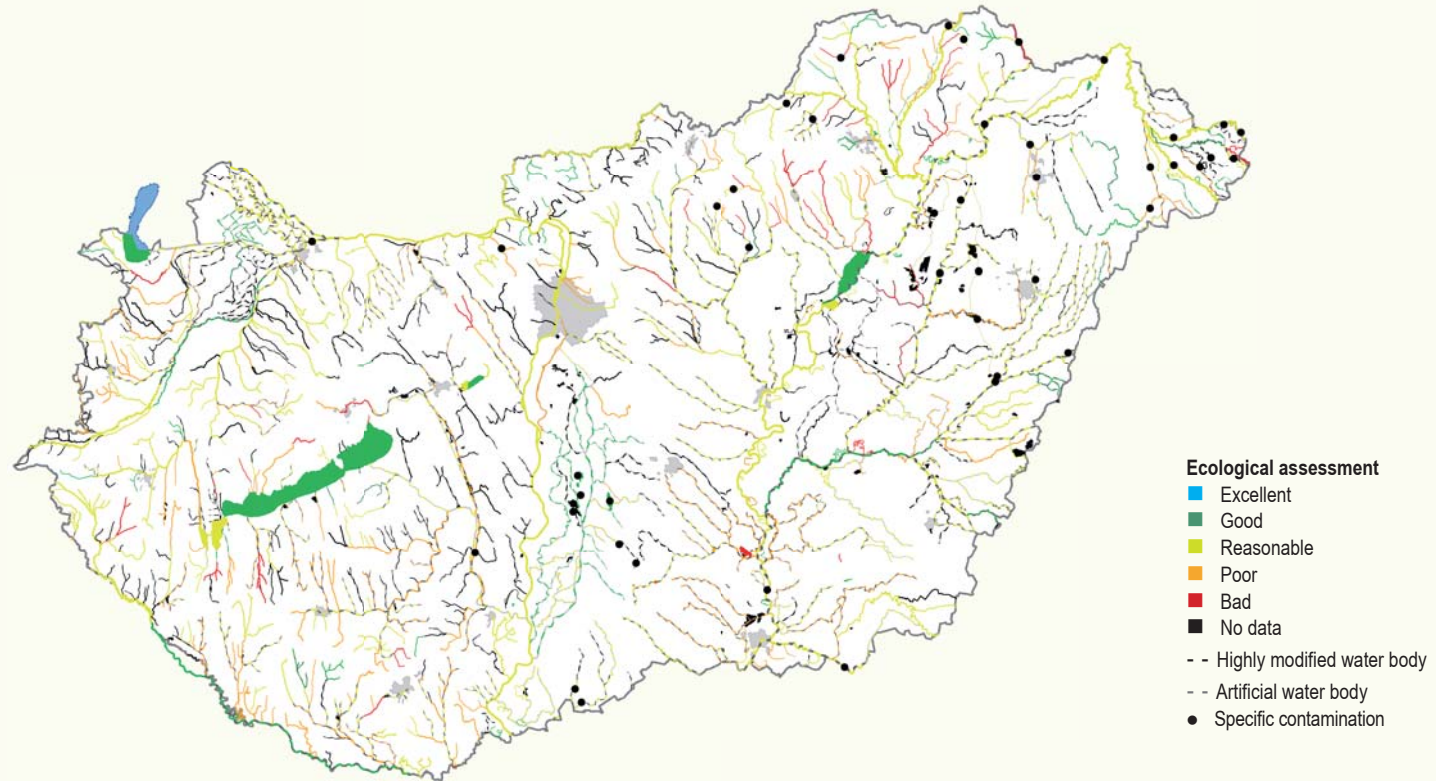 Ecological assessment
Excellent
Good
Reasonable
Poor
Bad
No data
Highly modified water body
Artificial water body
Specific contamination